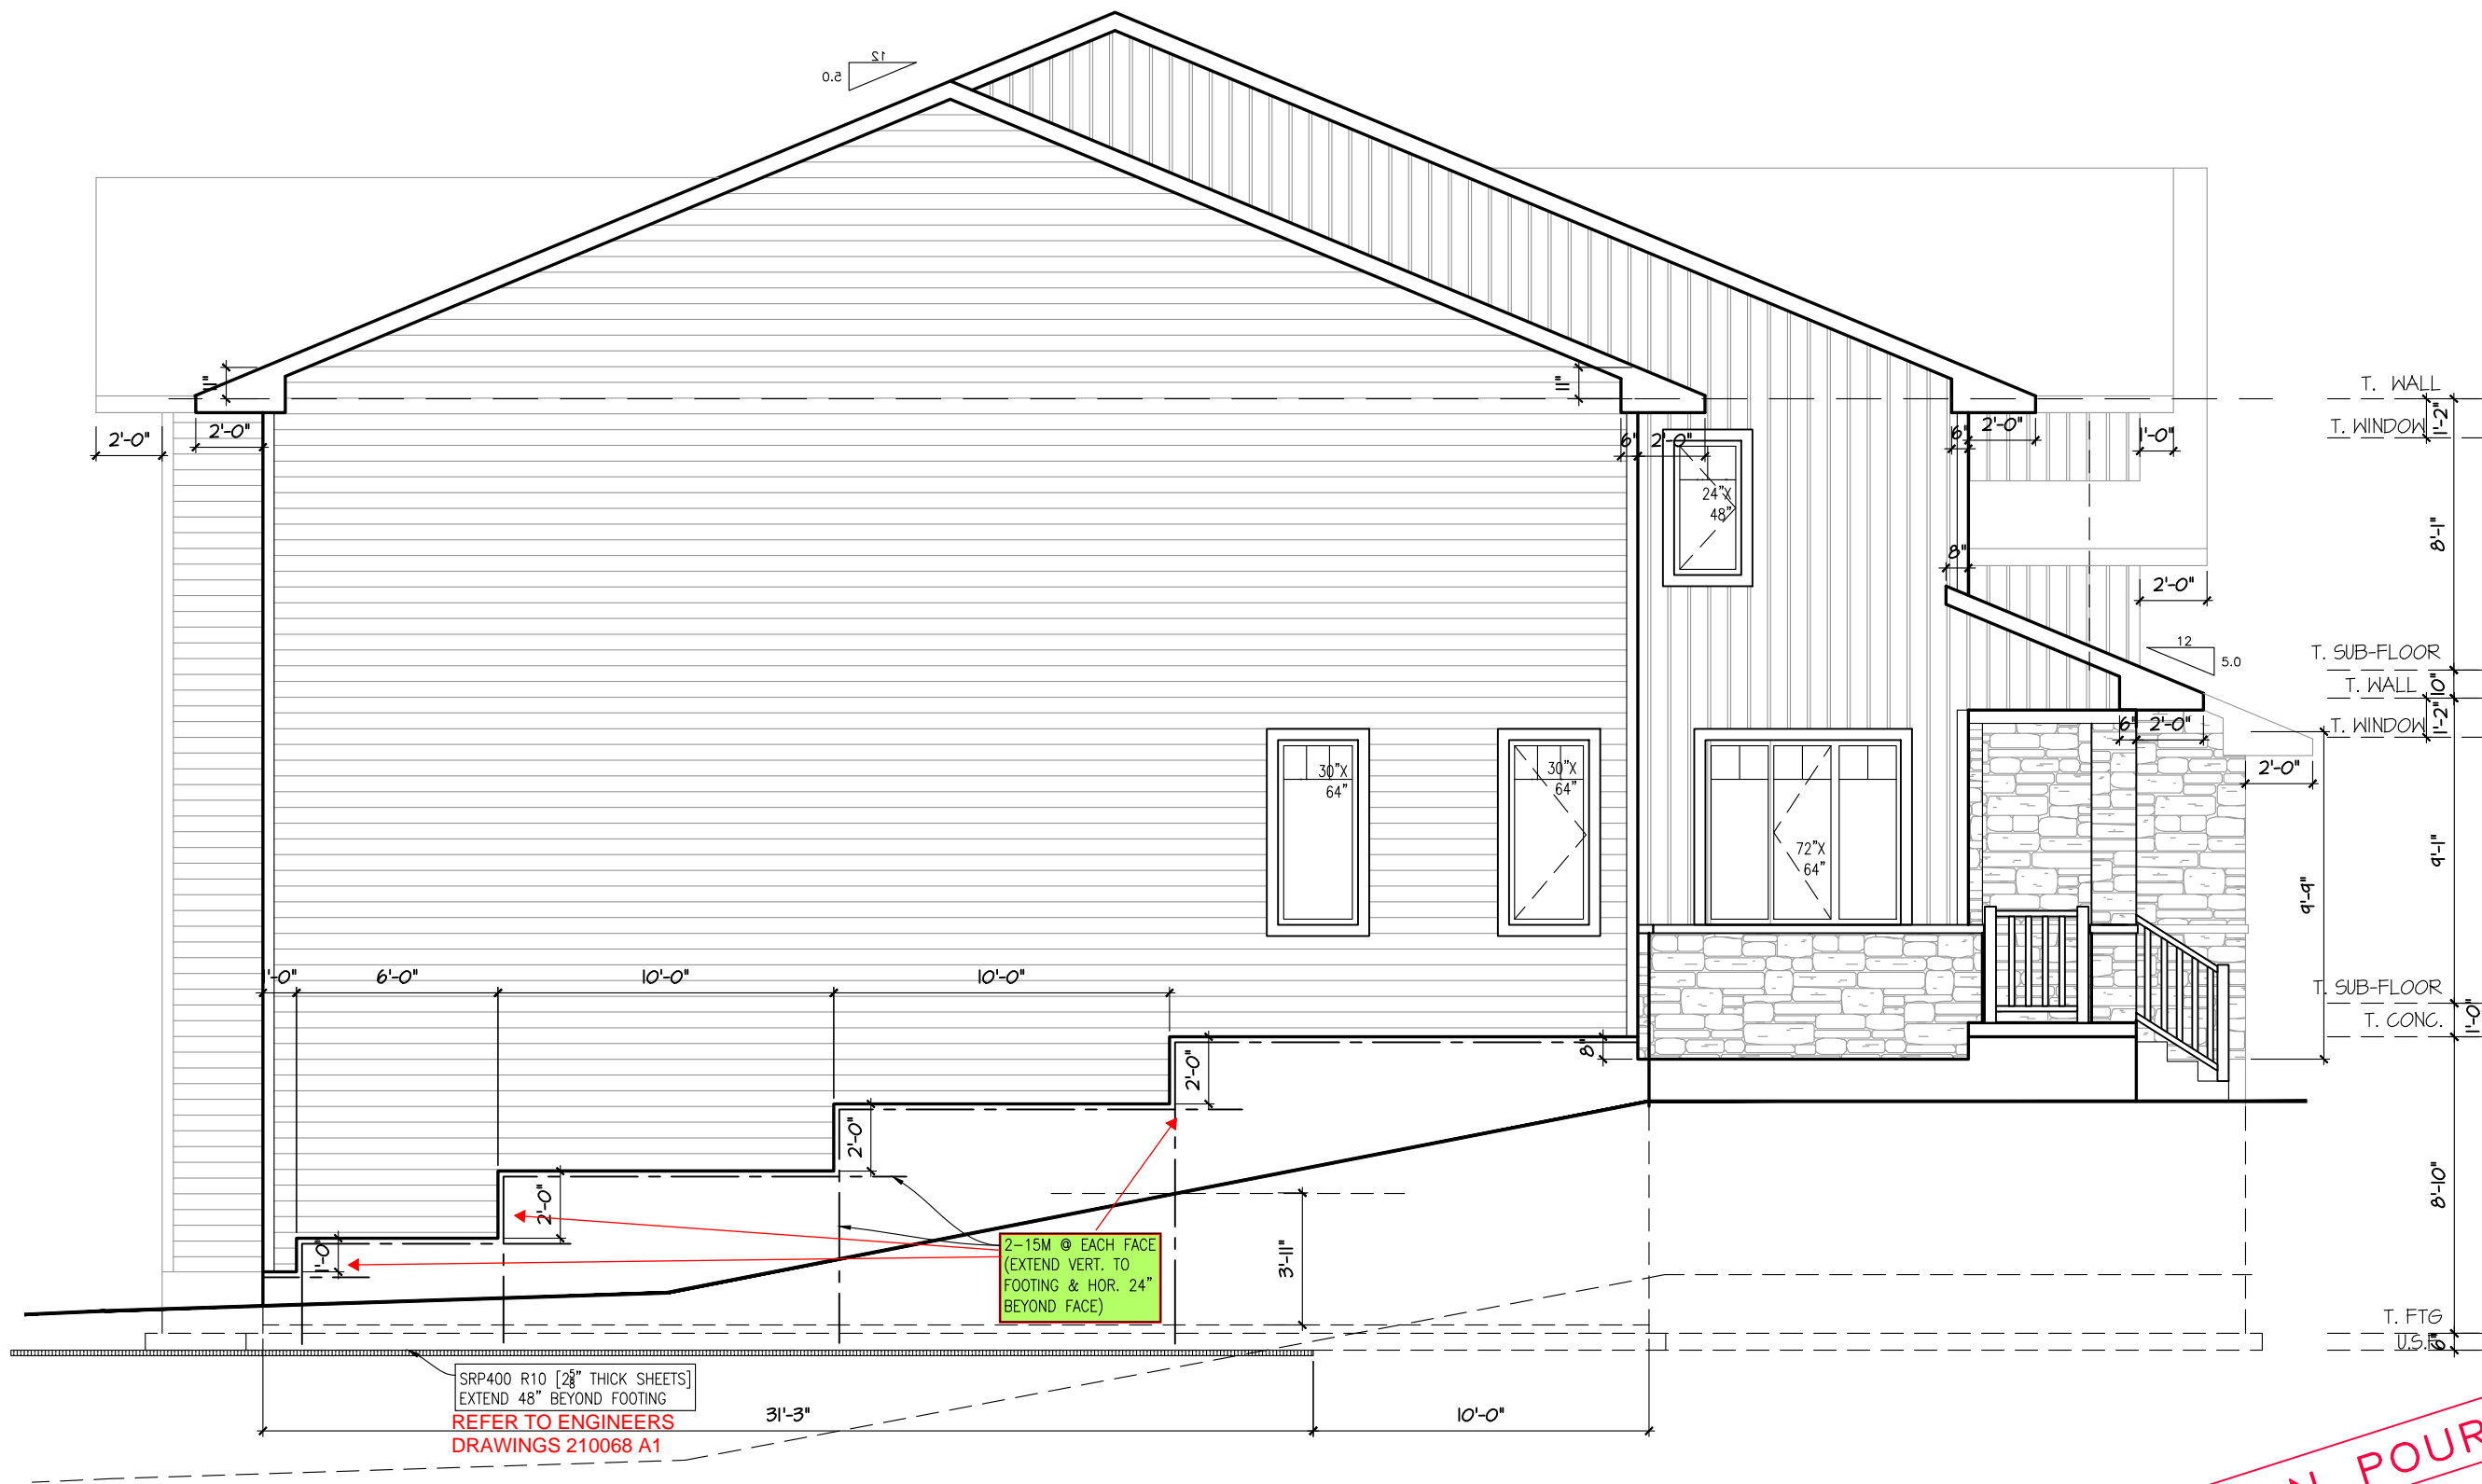 12
5.0
11"
11"
T. WALL
1'-2"
T. WINDOW
2'-0"
2'-0"
6"
2'-0"
6"
2'-0"
1'-0"
24"X
48"
8'-1"
8"
2'-0"
12
5.0
T. SUB-FLOOR
10"
T. WALL
1'-2"
T. WINDOW
6"
2'-0"
2'-0"
30"X
64"
30"X
64"
72"X
64"
9'-1"
9'-9"
1'-0"
6'-0"
10'-0"
10'-0"
T. SUB-FLOOR
1'-0"
T. CONC.
8"
2'-0"
2'-0"
2'-0"
1'-0"
8'-10"
2-15M @ EACH FACE
(EXTEND VERT. TO
FOOTING & HOR. 24"
BEYOND FACE)
3'-11"
T. FTG
U.S.F.
6"
SRP400 R10 [2⅝" THICK SHEETS]
EXTEND 48" BEYOND FOOTING
REFER TO ENGINEERS
DRAWINGS 210068 A1
31'-3"
10'-0"
POUR